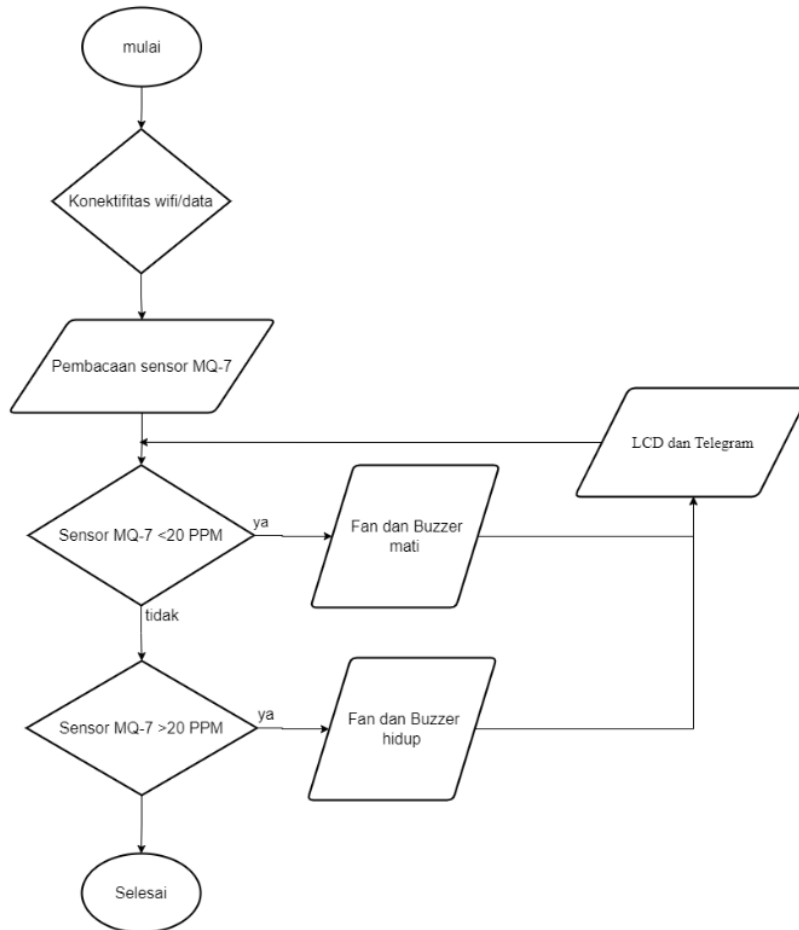 mulai
Konektifitas wifi/data
Pembacaan sensor MQ-7
LCD dan Telegram
Sensor MQ-7 <20 PPM
ya
Fan dan Buzzer
mati
tidak
Sensor MQ-7 >20 PPM
ya
Fan dan Buzzer
hidup
Selesai